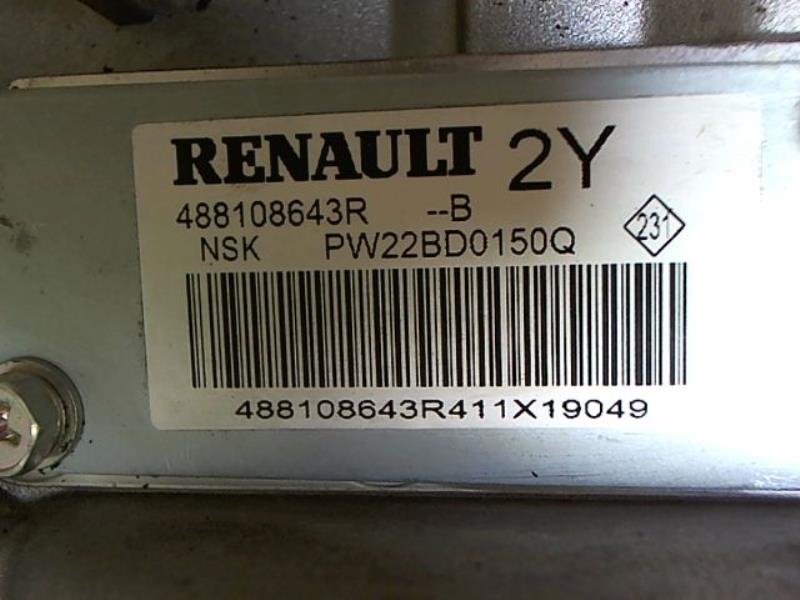 RENAULT 2Y
488108643R --B
231
NSK PW22BD0150Q
488108643R411X19049